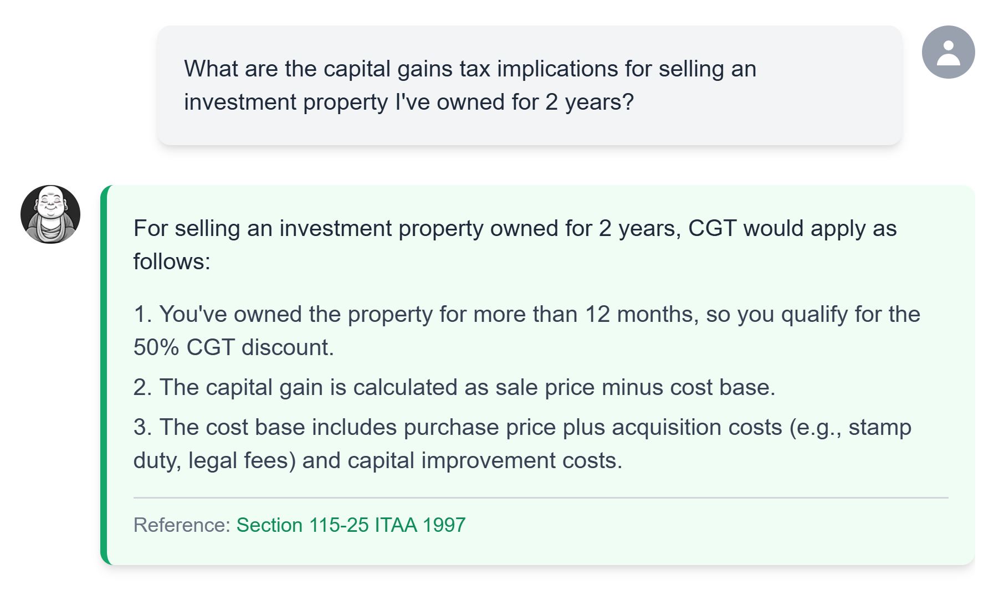 What are the capital gains tax implications for selling an
investment property I've owned for 2 years?
For selling an investment property owned for 2 years, CGT would apply as
follows:
1. You've owned the property for more than 12 months, so you qualify for the
50% CGT discount.
2. The capital gain is calculated as sale price minus cost base.
3. The cost base includes purchase price plus acquisition costs (e.g., stamp
duty, legal fees) and capital improvement costs.
Reference: Section 115-25 ITAA 1997